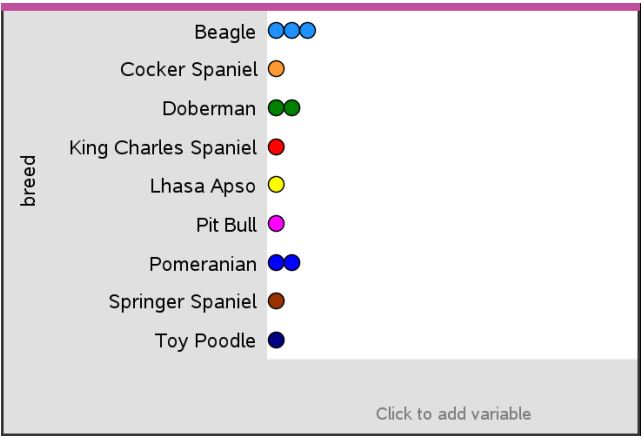 Beagle
Cocker Spaniel
Doberman
King Charles Spaniel
Lhasa Apso
Pit Bull
Pomeranian
Springer Spaniel
Toy Poodle
breed
Click to add variable